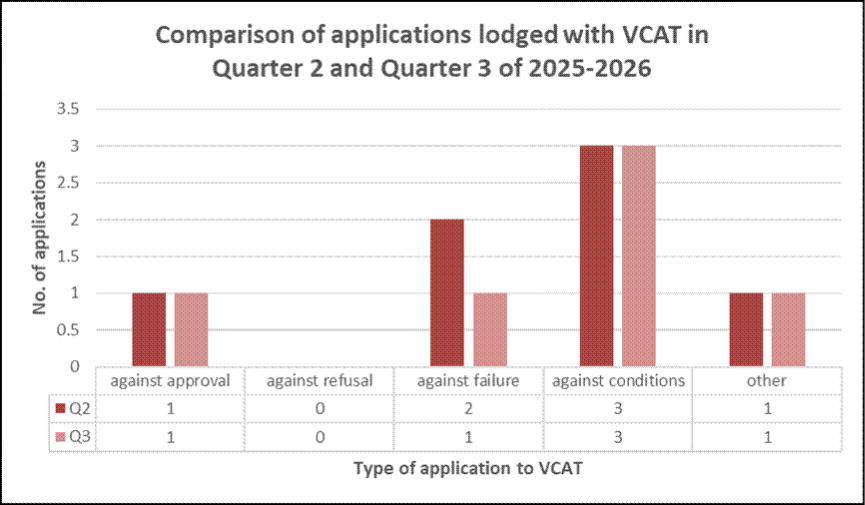 Comparison of applications lodged with VCAT in
Quarter 2 and Quarter 3 of 2025-2026
No. of applications
3.5
3
2.5
2
1.5
1
0.5
0
against approval against refusal against failure against conditions other
Q2 1 0 2 3 1
Q3 1 0 1 3 1
Type of application to VCAT